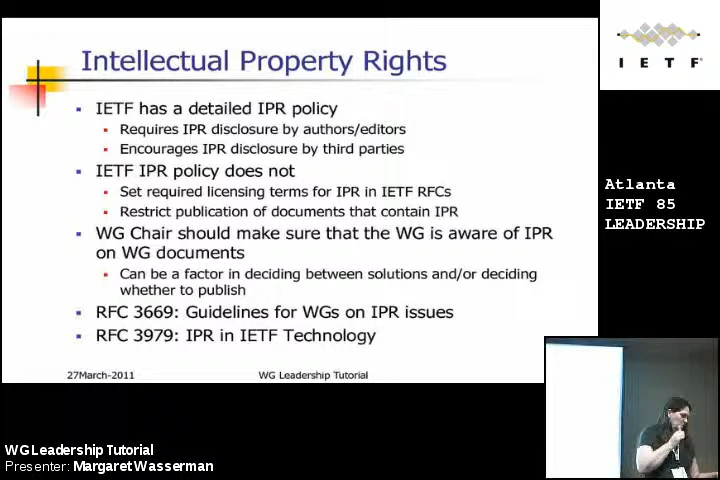 Intellectual Property Rights
IETF has a detailed IPR policy
Requires IPR disclosure by authors/editors
Encourages IPR disclosure by third parties
IETF IPR policy does not
Set required licensing terms for IPR in IETF RFCs
Restrict publication of documents that contain IPR
WG Chair should make sure that the WG is aware of IPR
on WG documents
Can be a factor in deciding between solutions and/or deciding
whether to publish
RFC 3669: Guidelines for WGs on IPR issues
RFC 3979: IPR in IETF Technology
27March-2011
WG Leadership Tutorial
I E T F®
Atlanta
IETF 85
LEADERSHIP
WG Leadership Tutorial
Presenter: Margaret Wasserman